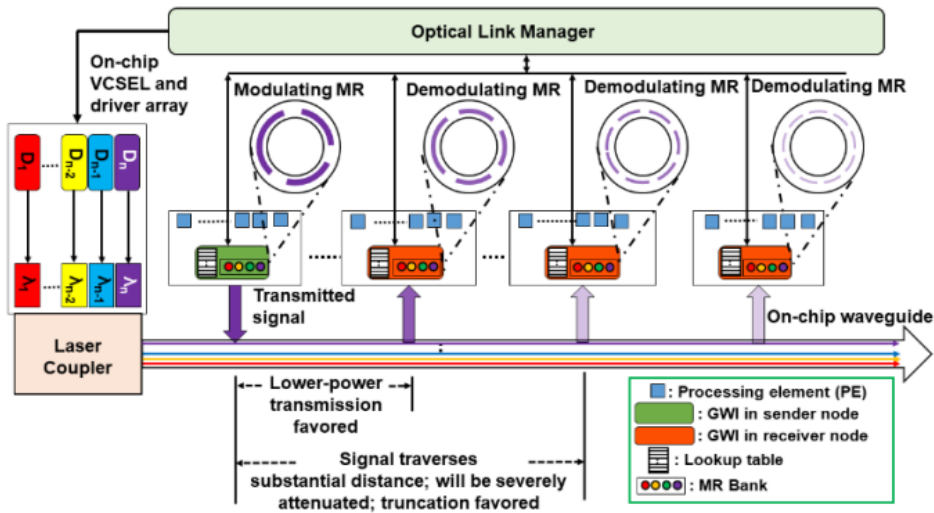 Optical Link Manager
On-chip
VCSEL and
driver array
Modulating MR
Demodulating MR
Demodulating MR
Demodulating MR
D1
Dn-2
Dn-1
Dn
λ1
λn-2
λn-1
λn
Transmitted
signal
On-chip waveguide
Laser
Coupler
Lower-power
transmission
favored
Signal traverses
substantial distance; will be severely
attenuated; truncation favored
: Processing element (PE)
: GWI in sender node
: GWI in receiver node
: Lookup table
: MR Bank